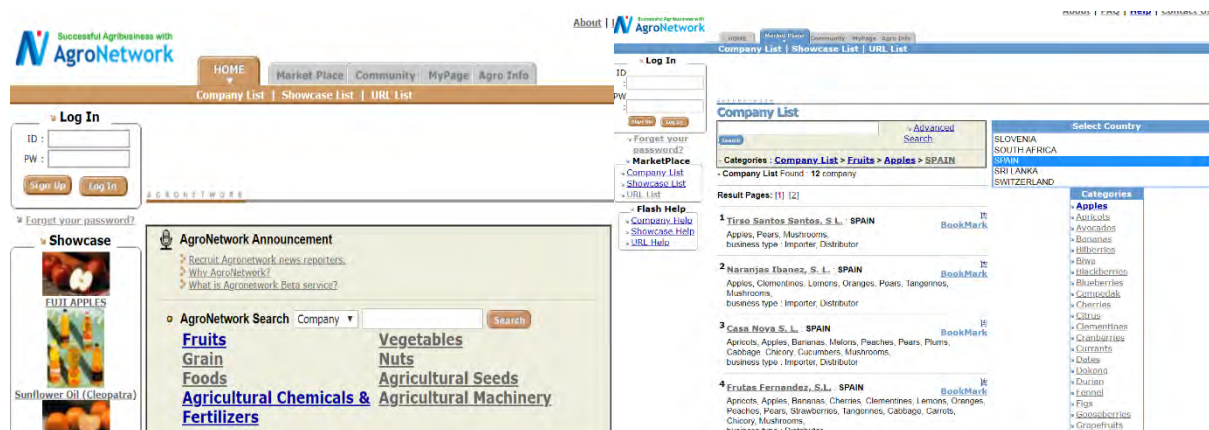 About |
Successful Agribusiness with
AgroNetwork
HOME
Market Place
Community
MyPage
Agro Info
Company List | Showcase List | URL List
Log In
ID :
PW :
Sign Up
Log In
Forget your password?
Showcase
FUJI APPLES
Sunflower Oil (Cleopatra)
AGRONETWORK
AgroNetwork Announcement
Recruit Agronetwork news reporters.
Why AgroNetwork?
What is Agronetwork Beta service?
AgroNetwork Search
Company
Search
Fruits
Vegetables
Grain
Nuts
Foods
Agricultural Seeds
Agricultural Chemicals &
Fertilizers
Agricultural Machinery
About | FAQ | Help | Contact Us
Successful Agribusiness with
AgroNetwork
HOME
Market Place
Community
MyPage
Agro Info
Company List | Showcase List | URL List
Log In
ID
:
PW
:
Sign Up
Log In
Forget your
password?
MarketPlace
Company List
Showcase List
URL List
Flash Help
Company Help
Showcase Help
URL Help
Company List
Search
Advanced
Search
Categories : Company List > Fruits > Apples > SPAIN
Company List Found : 12 company
Result Pages: [1] [2]
1 Tirso Santos Santos, S L. : SPAIN
BookMark
Apples, Pears, Mushrooms,
business type : Importer, Distributor
2 Naranjas Ibanez, S. L. : SPAIN
BookMark
Apples, Clementines, Lemons, Oranges, Pears, Tangerines,
Mushrooms,
business type : Importer, Distributor
3 Casa Nova S. L. : SPAIN
BookMark
Apricots, Apples, Bananas, Melons, Peaches, Pears, Plums,
Cabbage, Chicory, Cucumbers, Mushrooms,
business type : Importer, Distributor
4 Frutas Fernandez, S.L. : SPAIN
BookMark
Apricots, Apples, Bananas, Cherries, Clementines, Lemons, Oranges,
Peaches, Pears, Strawberries, Tangerines, Cabbage, Carrots,
Chicory, Mushrooms,
business type : Distributor
Select Country
SLOVENIA
SOUTH AFRICA
SPAIN
SRI LANKA
SWITZERLAND
Categories
Apples
Apricots
Avocados
Bananas
Bilberries
Biwa
Blackberries
Blueberries
Cempedak
Cherries
Citrus
Clementines
Cranberries
Currants
Dates
Dokong
Durian
Fennel
Figs
Gooseberries
Grapefruits